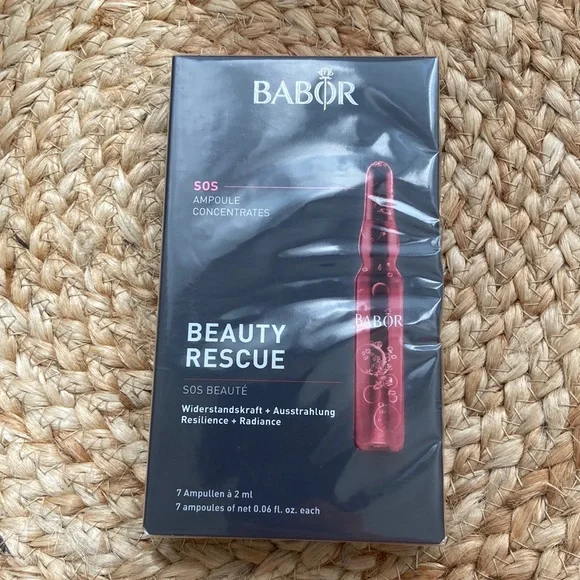 BABOR
SOS
AMPOULE
CONCENTRATES
BABOR
BEAUTY
RESCUE
SOS BEAUTÉ
Widerstandskraft + Ausstrahlung
Resilience + Radiance
7 Ampullen à 2 ml
7 ampoules of net 0.06 fl. oz. each